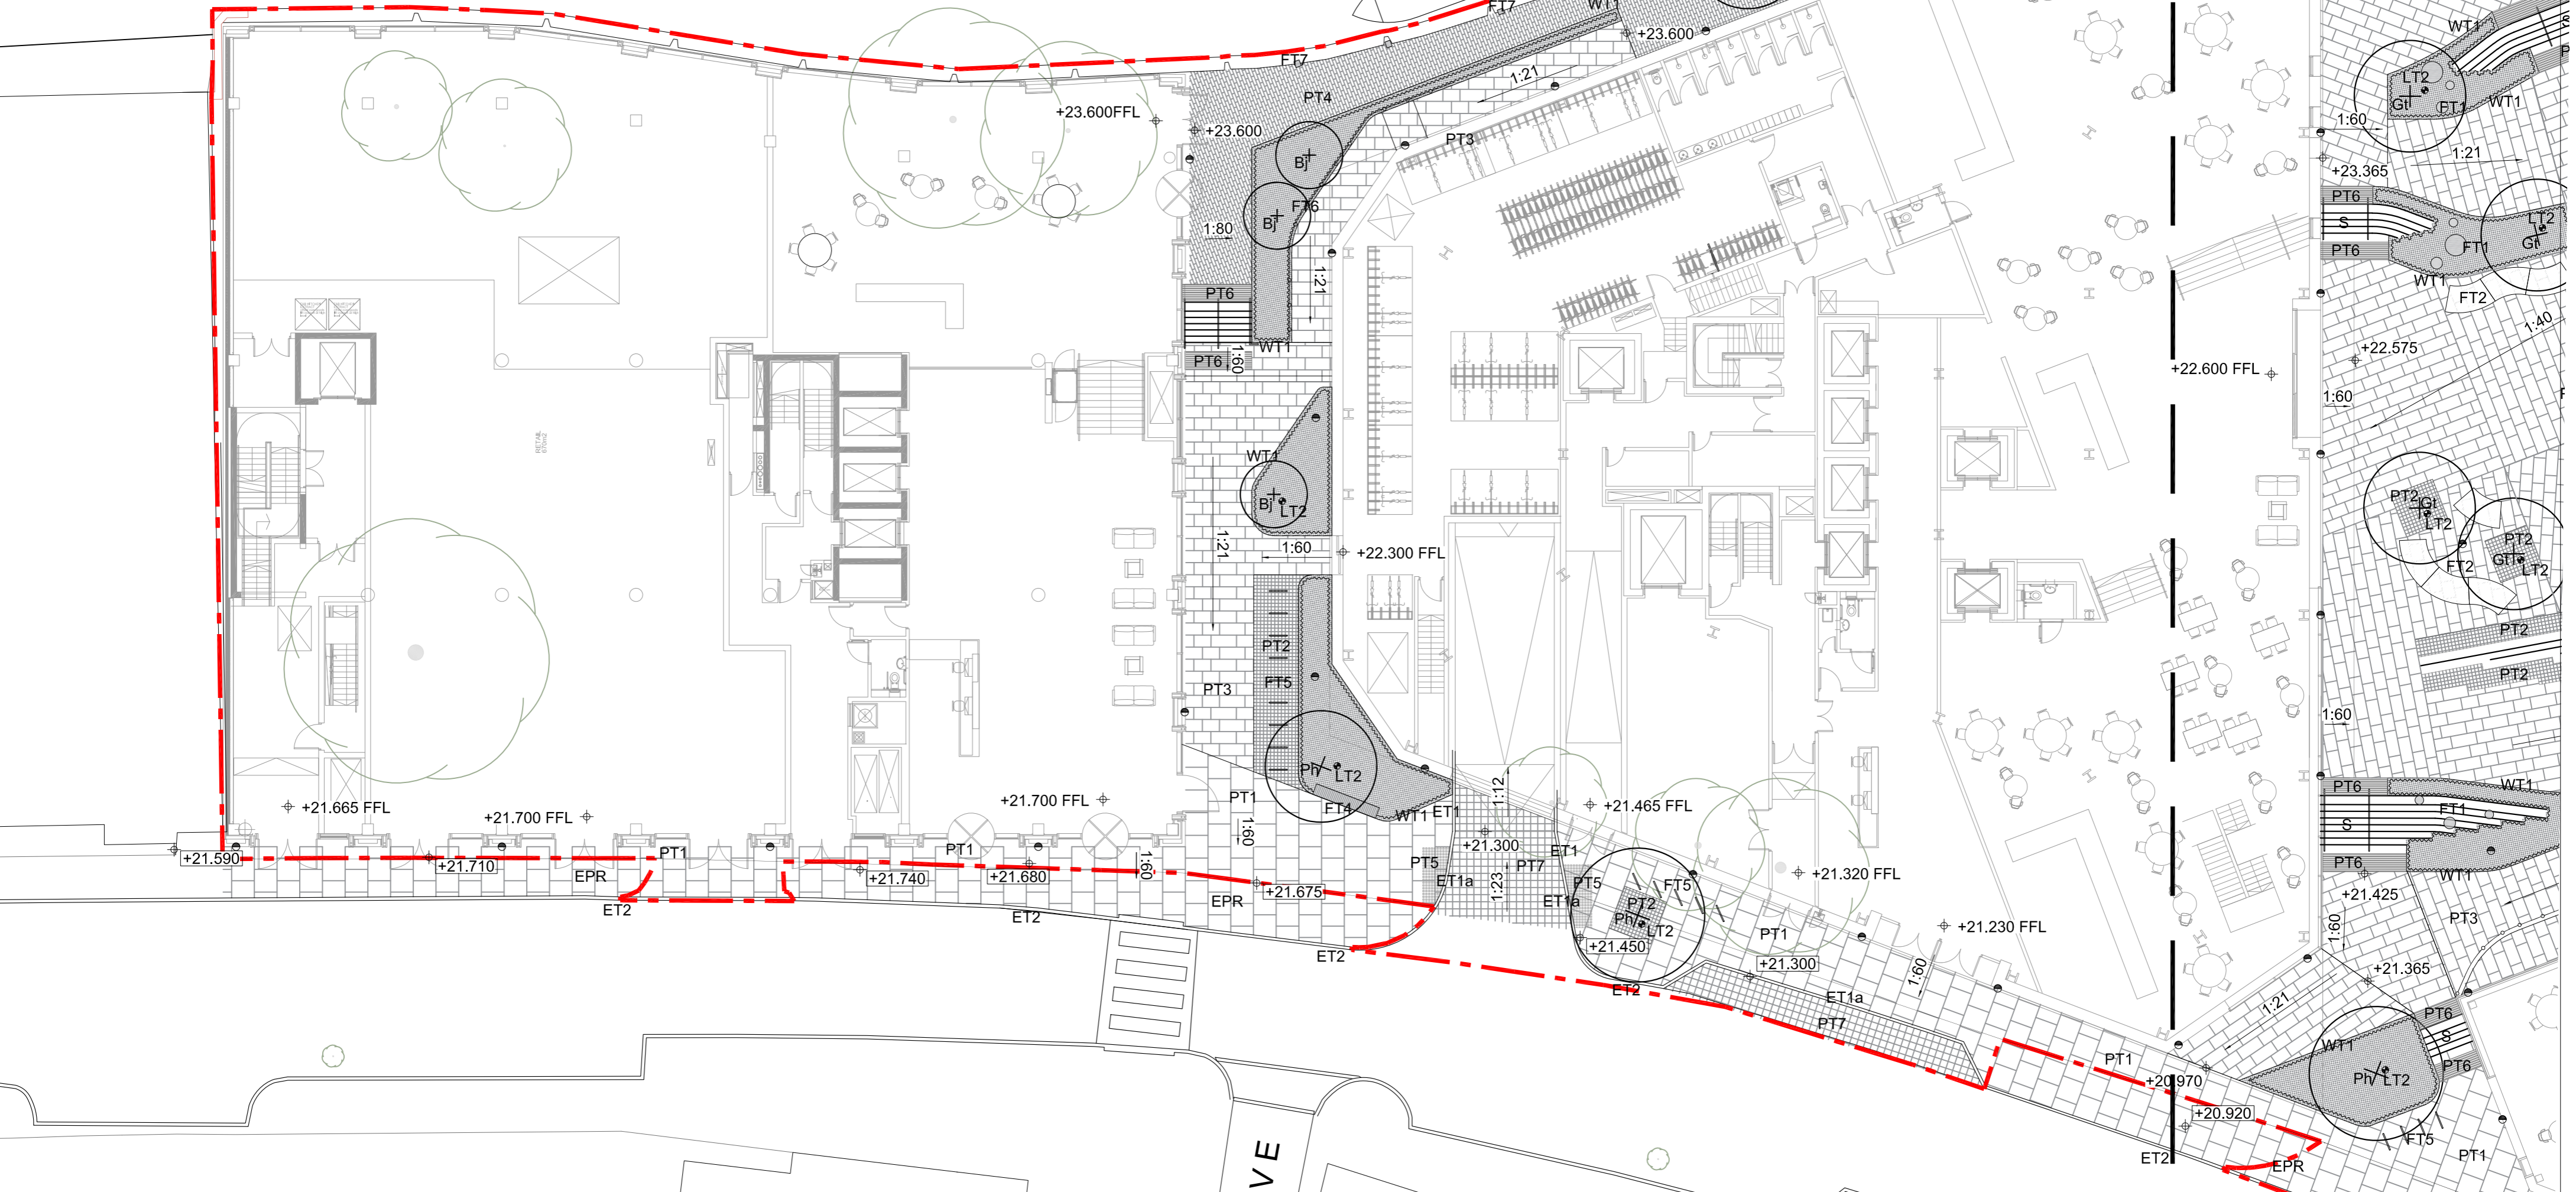 FT7
WT1
+23.600
WT1
S
FT7
1:21
PT4
LT2
Gt
FT1
WT1
+23.600FFL
+23.600
PT3
1:60
1:21
Bj
+23.365
FT6
Bj
PT6
LT2
1:80
S
Gt
PT6
FT1
1:21
WT1
PT6
FT2
1:40
WT1
+22.575
PT6
1:60
+22.600 FFL
1:60
RETAIL
670m2
WT1
Bj
LT2
PT2
Gt
LT2
1:21
1:60
+22.300 FFL
PT2
GT
LT2
FT2
PT2
PT2
FT5
PT2
PT3
1:60
Ph
LT2
1:12
PT6
WT1
+21.665 FFL
+21.700 FFL
+21.700 FFL
PT1
FT4
WT1
ET1
+21.465 FFL
FT1
S
1:60
+21.300
PT1
PT1
+21.590
+21.710
1:60
PT5
PT7
ET1
PT6
EPR
+21.740
+21.680
ET1a
1:23
PT5
FT5
+21.320 FFL
WT1
+21.675
EPR
ET1a
PT2
+21.425
ET2
ET2
Ph
LT2
PT1
+21.230 FFL
PT3
+21.450
1:60
ET2
+21.300
1:60
+21.365
ET2
ET1a
1:21
PT7
PT6
S
WT1
PT1
PT6
+20.970
Ph
LT2
+20.920
FT5
VE
ET2
EPR
PT1